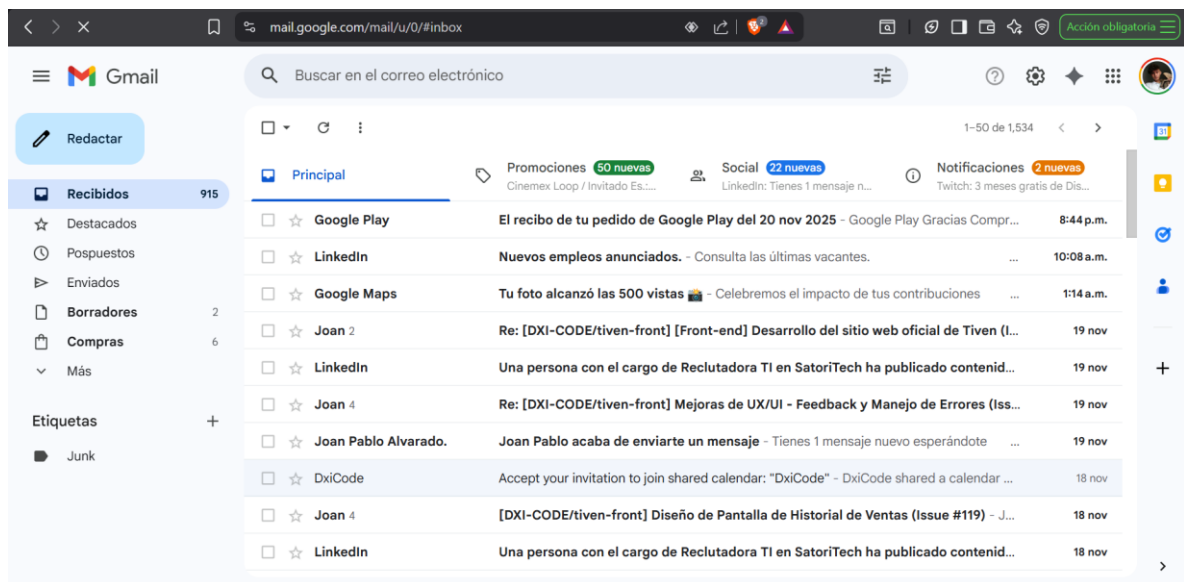 mail.google.com/mail/u/0/#inbox
2
Acción obligatoria
Gmail
Buscar en el correo electrónico
Redactar
1–50 de 1,534
31
Recibidos 915
Destacados
Pospuestos
Enviados
Borradores 2
Compras 6
Más
Etiquetas
Junk
Principal
Promociones 50 nuevas
Cinemex Loop / Invitado Es.:...
Social 22 nuevas
LinkedIn: Tienes 1 mensaje n...
Notificaciones 2 nuevas
Twitch: 3 meses gratis de Dis...
Google Play El recibo de tu pedido de Google Play del 20 nov 2025 - Google Play Gracias Compr... 8:44 p.m.
LinkedIn Nuevos empleos anunciados. - Consulta las últimas vacantes. ... 10:08 a.m.
Google Maps Tu foto alcanzó las 500 vistas 📸 - Celebremos el impacto de tus contribuciones ... 1:14 a.m.
Joan 2 Re: [DXI-CODE/tiven-front] [Front-end] Desarrollo del sitio web oficial de Tiven (I... 19 nov
LinkedIn Una persona con el cargo de Reclutadora TI en SatoriTech ha publicado contenid... 19 nov
Joan 4 Re: [DXI-CODE/tiven-front] Mejoras de UX/UI - Feedback y Manejo de Errores (Iss... 19 nov
Joan Pablo Alvarado. Joan Pablo acaba de enviarte un mensaje - Tienes 1 mensaje nuevo esperándote ... 19 nov
DxiCode Accept your invitation to join shared calendar: "DxiCode" - DxiCode shared a calendar ... 18 nov
Joan 4 [DXI-CODE/tiven-front] Diseño de Pantalla de Historial de Ventas (Issue #119) - J... 18 nov
LinkedIn Una persona con el cargo de Reclutadora TI en SatoriTech ha publicado contenid... 18 nov